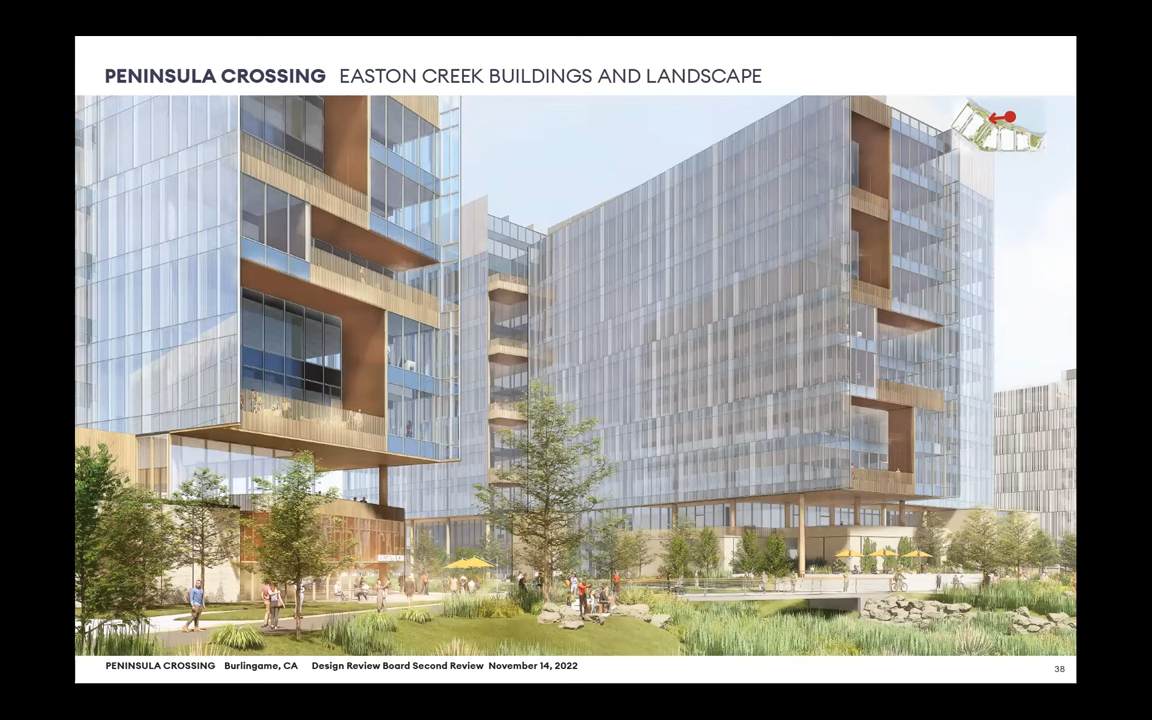 PENINSULA CROSSING EASTON CREEK BUILDINGS AND LANDSCAPE
PENINSULA CROSSING Burlingame, CA Design Review Board Second Review November 14, 2022
38